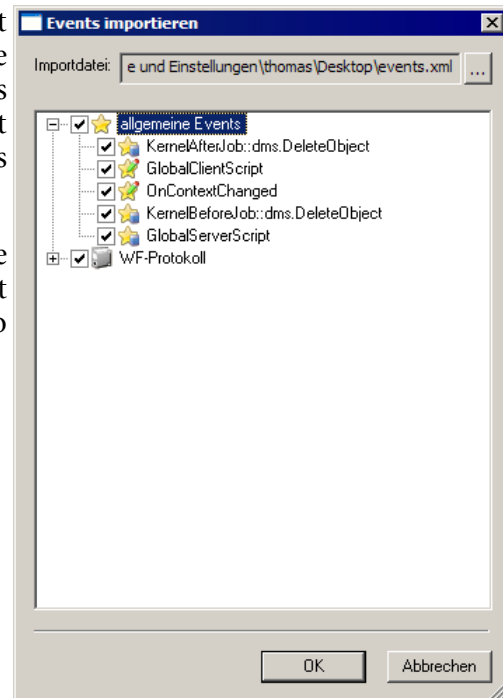 t
e
s
t
s
e
t
o
Events importieren
Importdatei: e und Einstellungen\thomas\Desktop\events.xml ...
allgemeine Events
KernelAfterJob::dms.DeleteObject
GlobalClientScript
OnContextChanged
KernelBeforeJob::dms.DeleteObject
GlobalServerScript
WF-Protokoll
OK Abbrechen